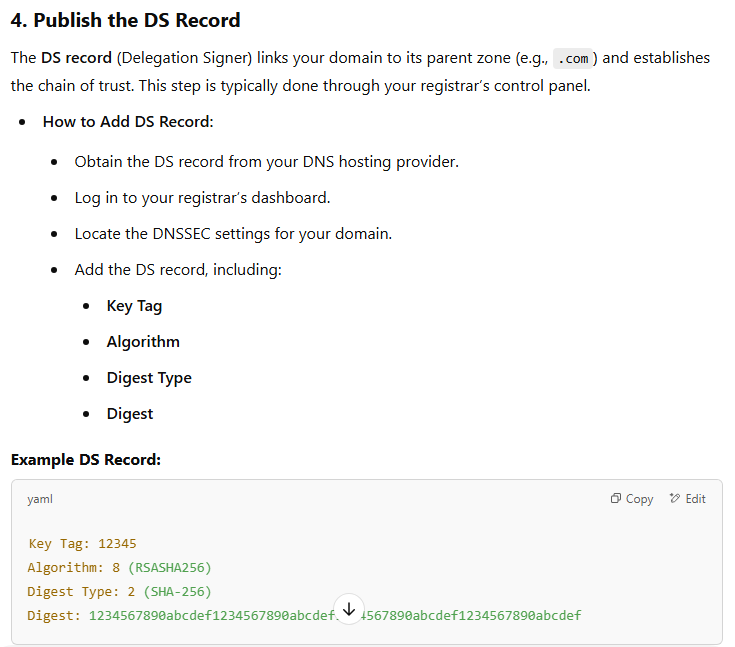 4. Publish the DS Record
The DS record (Delegation Signer) links your domain to its parent zone (e.g., .com) and establishes
the chain of trust. This step is typically done through your registrar’s control panel.
• How to Add DS Record:
• Obtain the DS record from your DNS hosting provider.
• Log in to your registrar’s dashboard.
• Locate the DNSSEC settings for your domain.
• Add the DS record, including:
• Key Tag
• Algorithm
• Digest Type
• Digest
Example DS Record:
yaml Copy Edit
Key Tag: 12345
Algorithm: 8 (RSASHA256)
Digest Type: 2 (SHA-256)
Digest: 1234567890abcdef1234567890abcdef 4567890abcdef1234567890abcdef